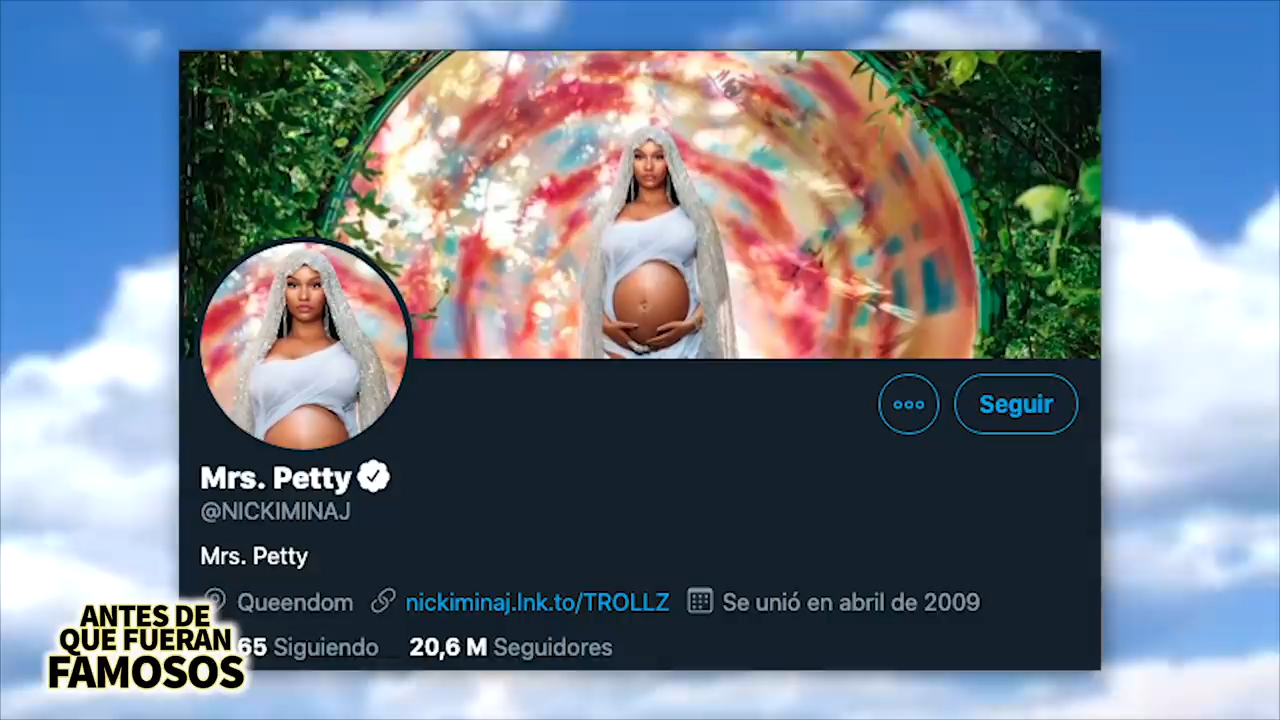 Seguir
Mrs. Petty
@NICKIMINAJ
Mrs. Petty
Queendom nickiminaj.lnk.to/TROLLZ Se unió en abril de 2009
65 Siguiendo 20,6 M Seguidores
ANTES DE
QUE FUERAN
FAMOSOS